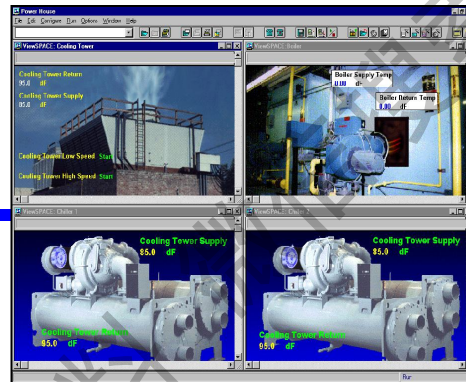 Power House
File Edit Configure Run Options Window Help
ViewSPACE: Cooling Tower
Cooling Tower Return
95.0 dF
Cooling Tower Supply
85.0 dF
Cooling Tower Low Speed Start
Cooling Tower High Speed Start
ViewSPACE: Boiler
Boiler Supply Temp
0.00 dF
Boiler Return Temp
0.00 dF
ViewSPACE: Chiller 1
Cooling Tower Supply
85.0 dF
Cooling Tower Return
95.0 dF
ViewSPACE: Chiller
Cooling Tower Supply
85.0 dF
Cooling Tower Return
95.0 dF
Run